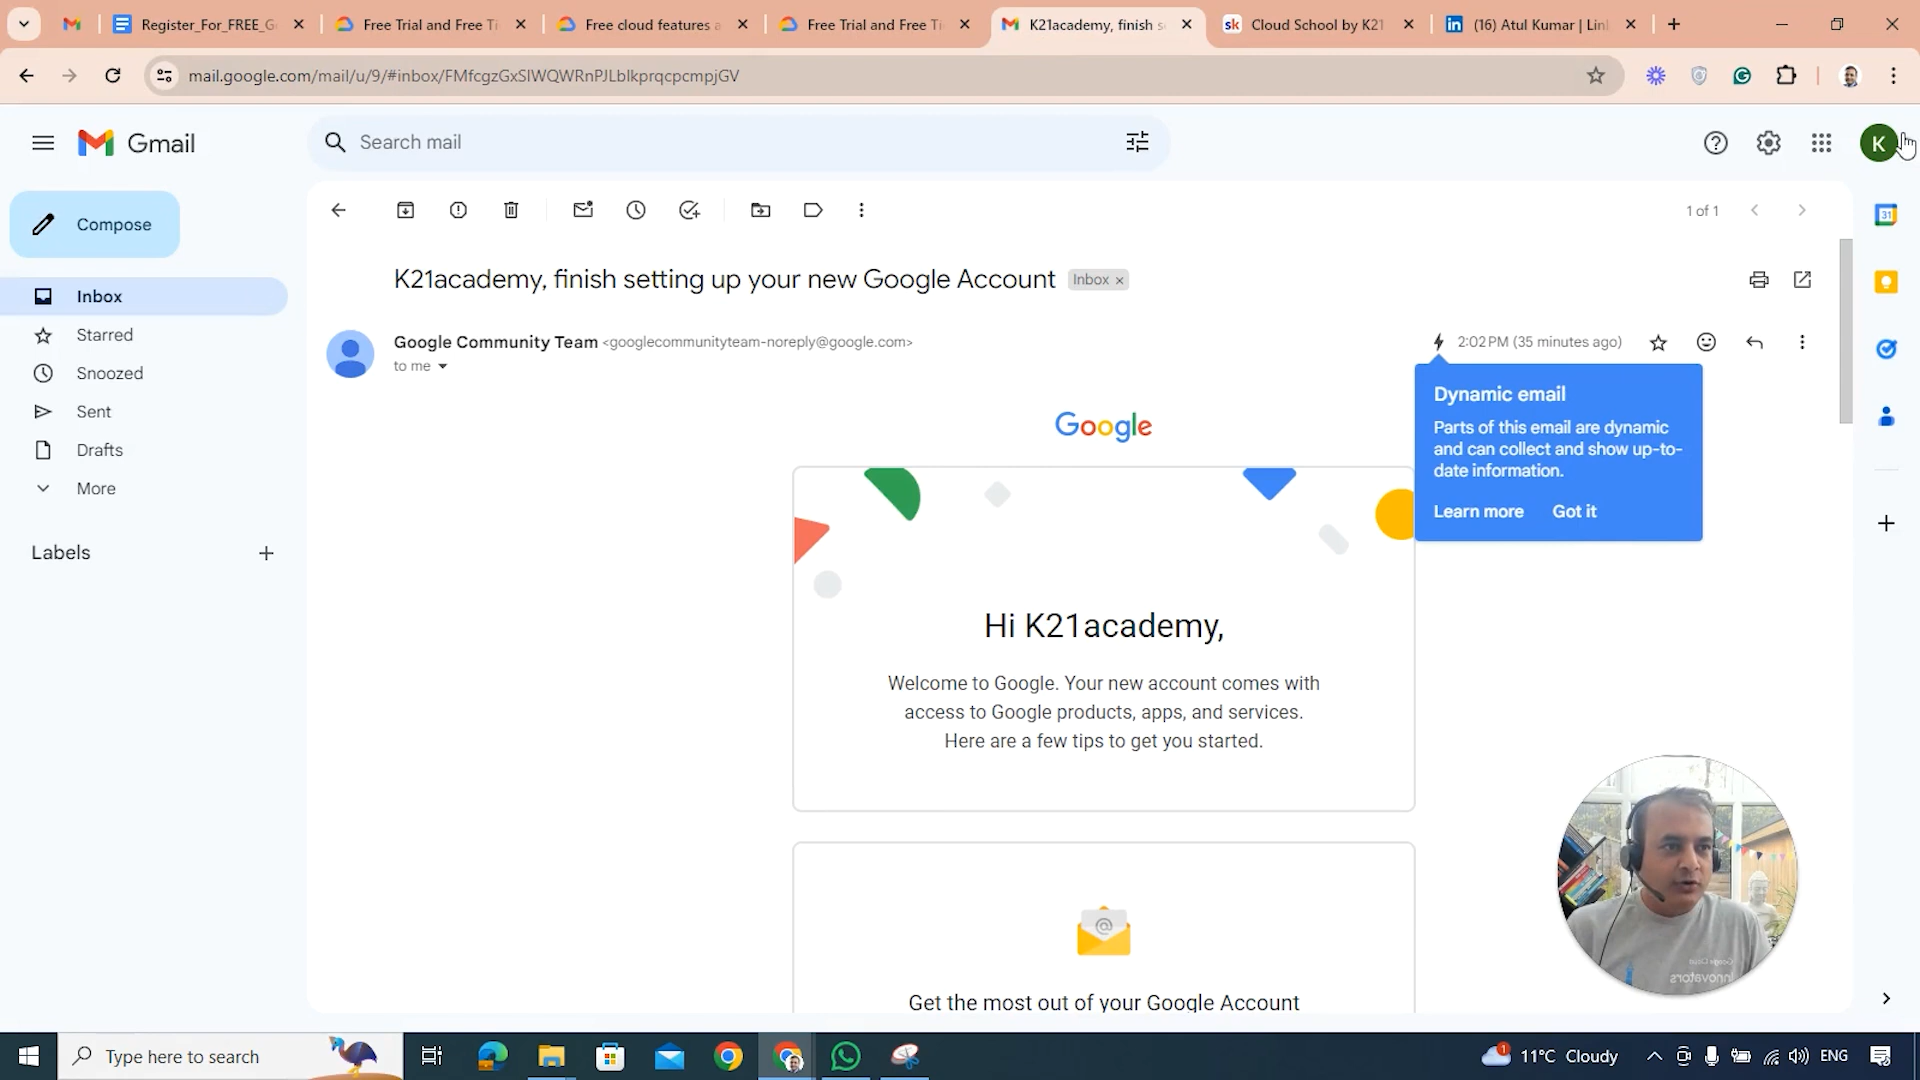 Register_For_FREE_G
Free Trial and Free Ti
Free cloud features a
Free Trial and Free Ti
K21academy, finish s
Cloud School by K21
(16) Atul Kumar | Lin
mail.google.com/mail/u/9/#inbox/FMfcgzGxSlWQWRnPJLblkprqcpcmpjGV
Gmail
Search mail
K
Compose
1 of 1
31
K21academy, finish setting up your new Google Account
Inbox ×
Inbox
Starred
Snoozed
Sent
Drafts
More
Labels
Google Community Team <googlecommunityteam-noreply@google.com>
2:02 PM (35 minutes ago)
to me
Dynamic email
Parts of this email are dynamic
and can collect and show up-to-
date information.
Learn more
Got it
Google
Hi K21academy,
Welcome to Google. Your new account comes with
access to Google products, apps, and services.
Here are a few tips to get you started.
@
Get the most out of your Google Account
Type here to search
1
11°C Cloudy
ENG